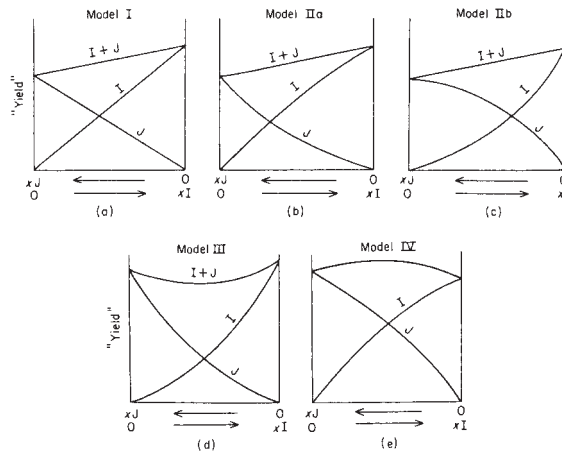 Model I
Model IIa
Model IIb
I + J
I + J
I + J
"Yield"
I
I
I
J
J
J
xJ
O
O
xI
xJ
O
O
xI
xJ
O
O
x
(a)
(b)
(c)
Model III
Model IV
I + J
I + J
"Yield"
I
I
J
J
xJ
O
O
xI
xJ
O
O
xI
(d)
(e)